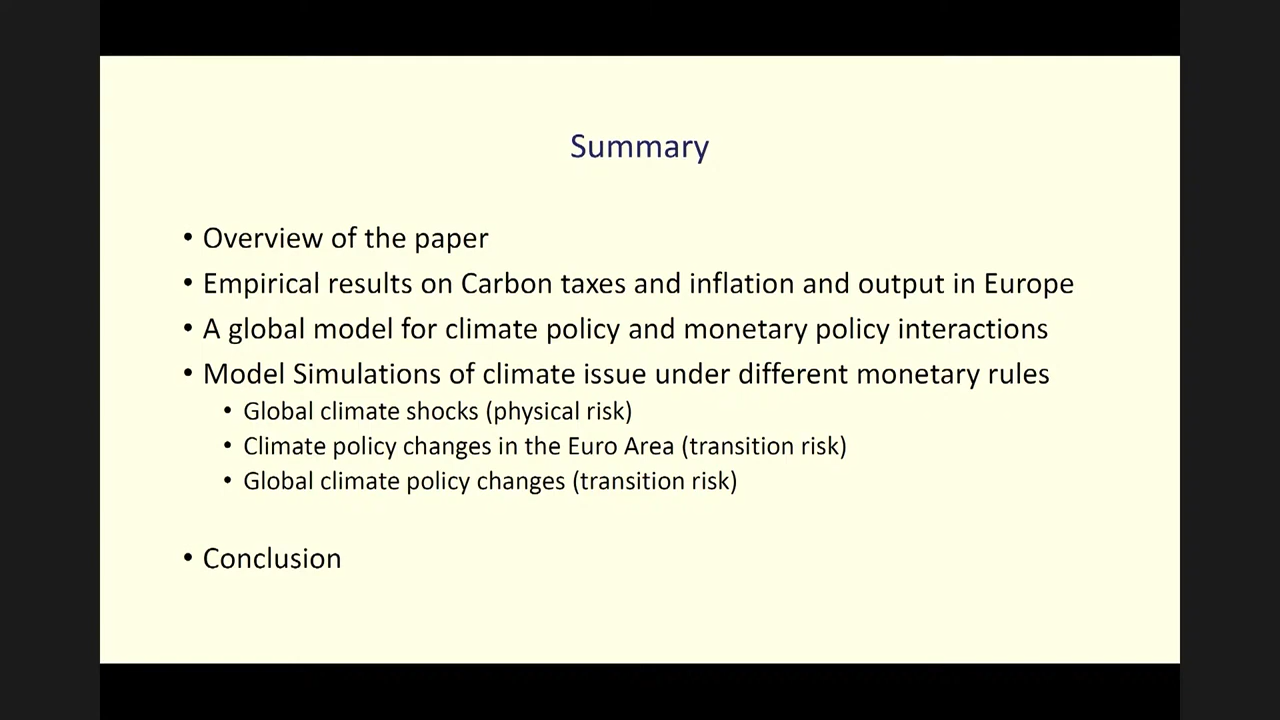 Summary
• Overview of the paper
• Empirical results on Carbon taxes and inflation and output in Europe
• A global model for climate policy and monetary policy interactions
• Model Simulations of climate issue under different monetary rules
• Global climate shocks (physical risk)
• Climate policy changes in the Euro Area (transition risk)
• Global climate policy changes (transition risk)
• Conclusion